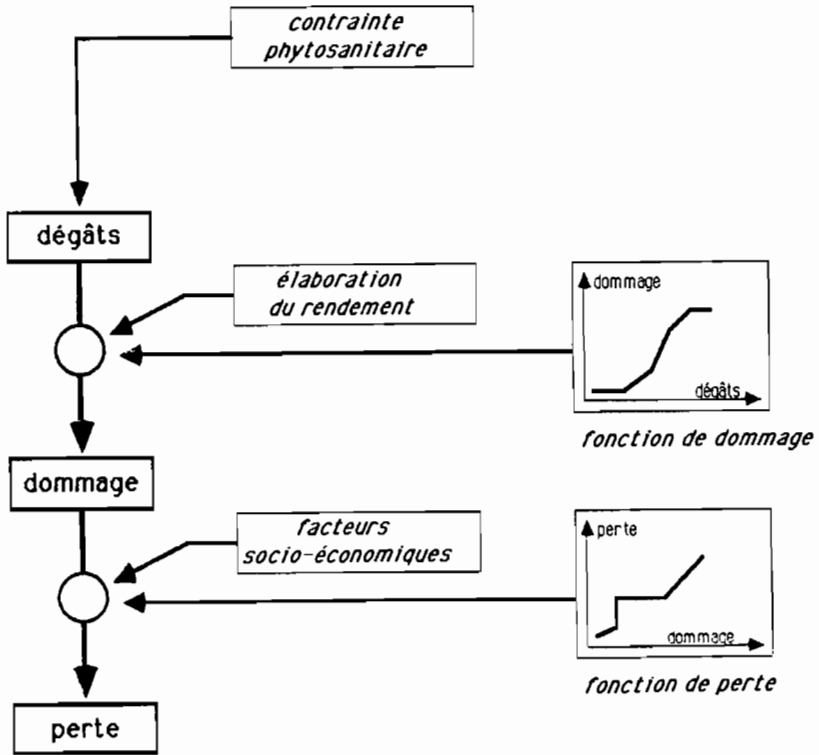 contrainte
phytosanitaire
dégâts
élaboration
du rendement
dommage
dégâts
fonction de dommage
dommage
facteurs
socio-économiques
perte
dommage
fonction de perte
perte